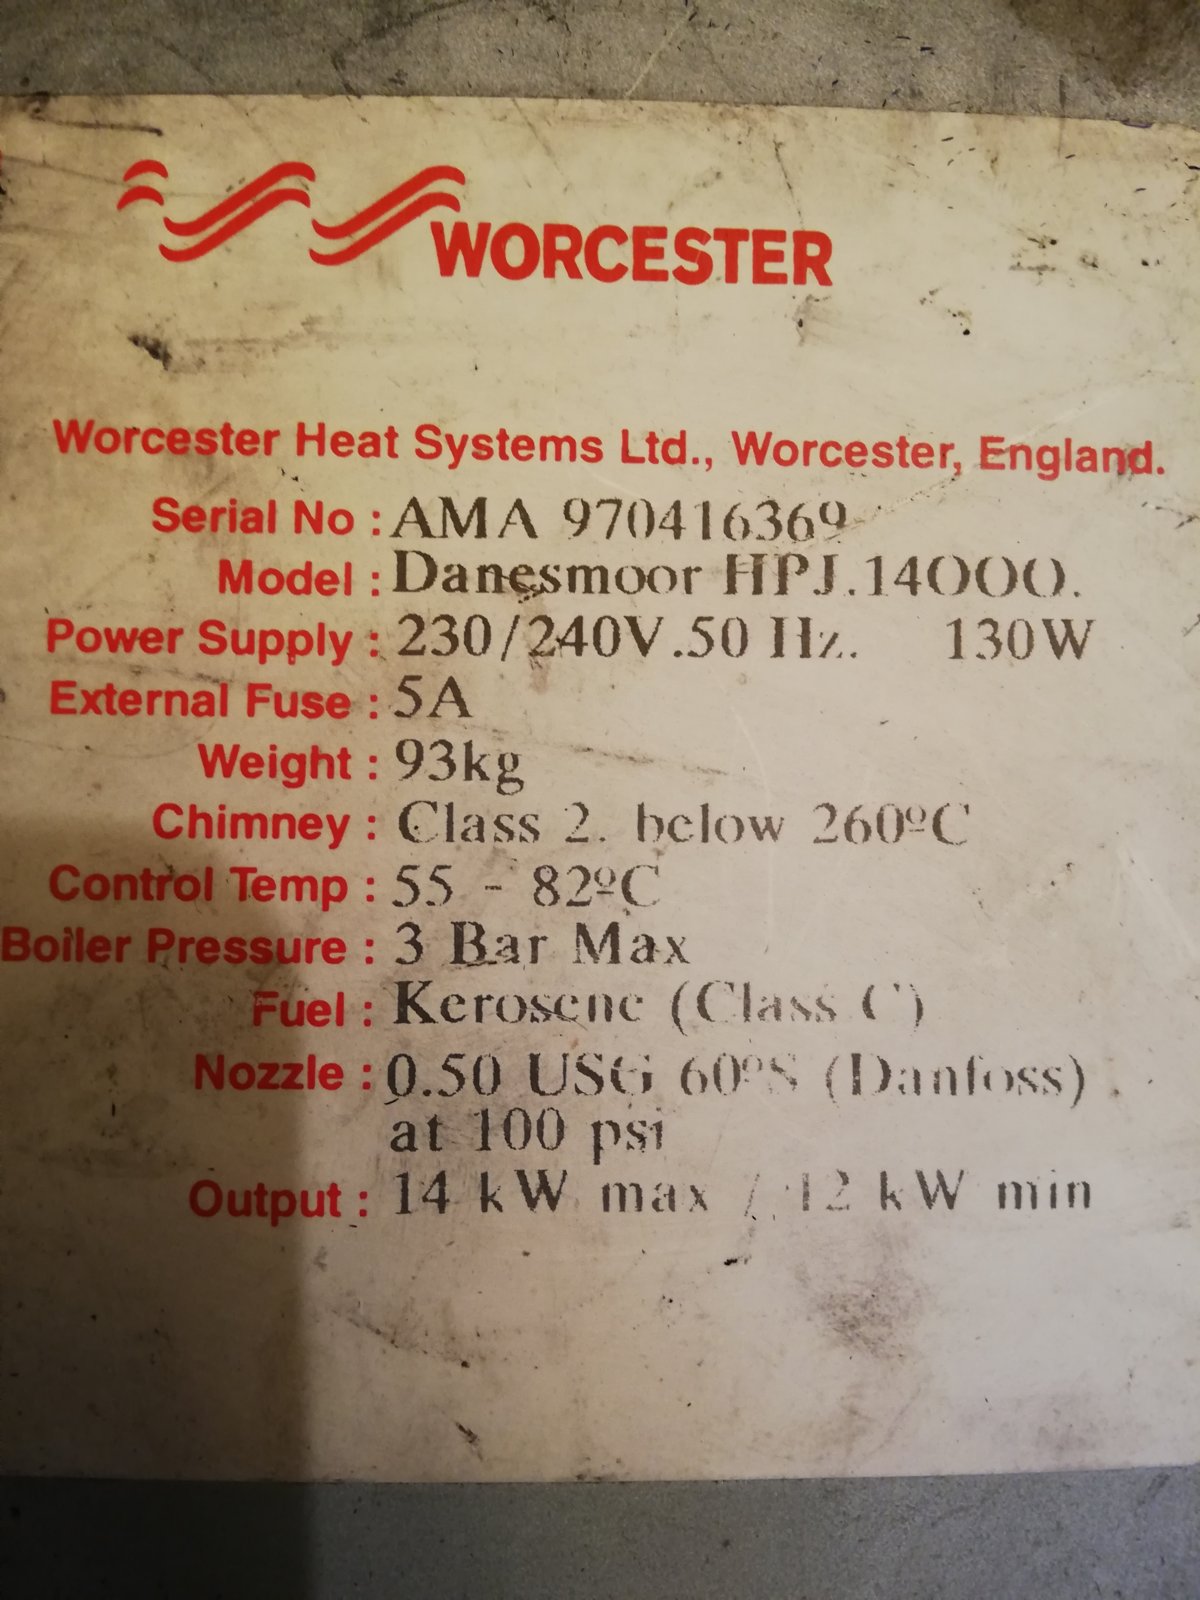 WORCESTER
Worcester Heat Systems Ltd., Worcester, England.
Serial No : AMA 970416369
Model : Danesmoor HPJ.14000.
Power Supply : 230/240V.50 Hz. 130W
External Fuse : 5A
Weight : 93kg
Chimney : Class 2. below 260ºC
Control Temp : 55 - 82ºC
Boiler Pressure : 3 Bar Max
Fuel : Kerosene (Class C)
Nozzle : 0.50 USG 60ºS (Danfoss)
at 100 psi
Output : 14 kW max / 12 kW min